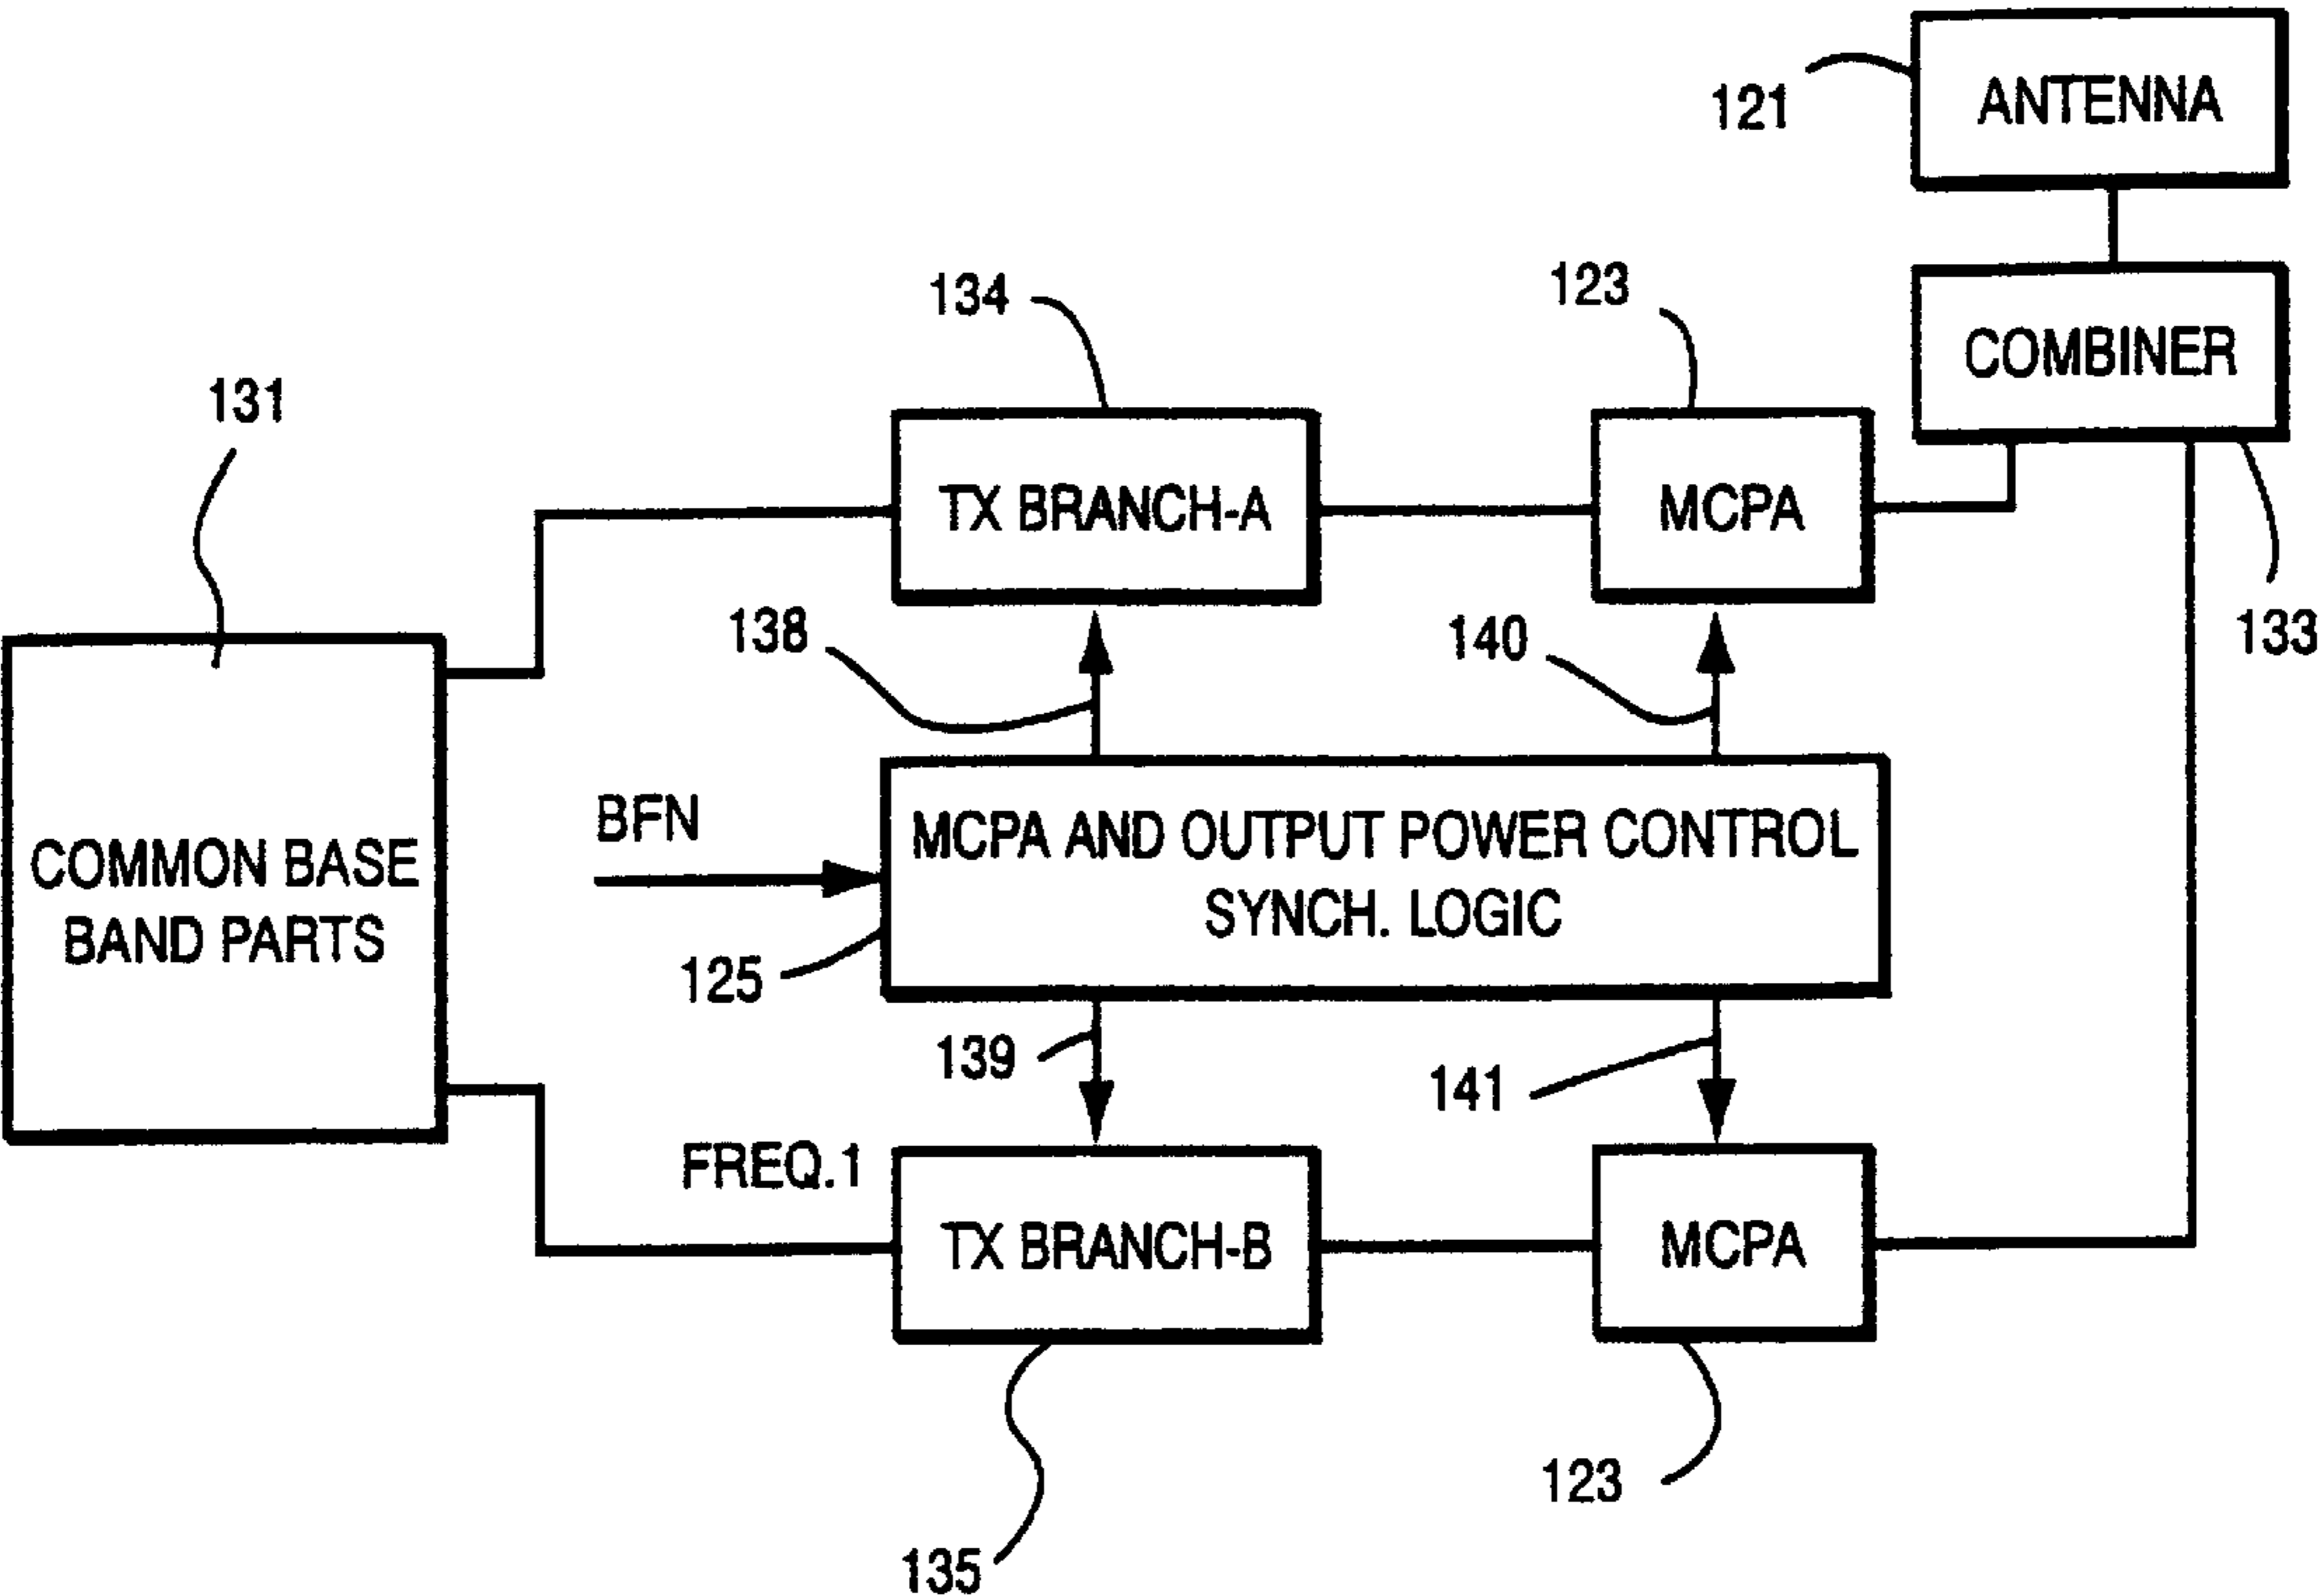 ANTENNA
121
COMBINER
133
134
123
131
TX BRANCH-A
MCPA
138
140
BFN
MCPA AND OUTPUT POWER CONTROL
SYNCH. LOGIC
COMMON BASE
BAND PARTS
125
139
141
FREQ.1
TX BRANCH-B
MCPA
123
135